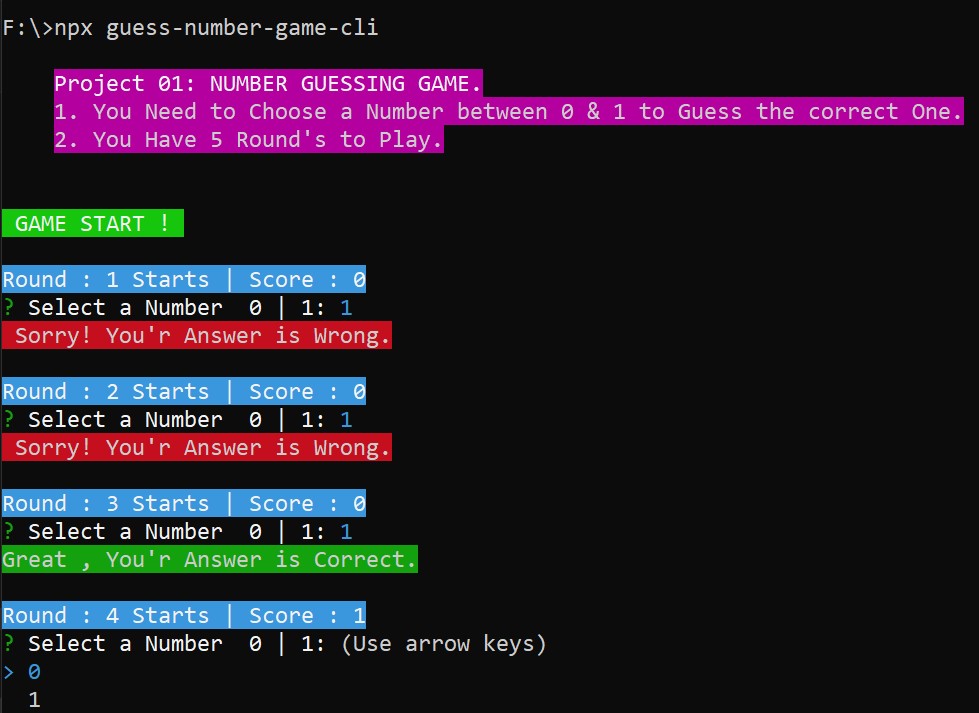 F:\>npx guess-number-game-cli
Project 01: NUMBER GUESSING GAME.
1. You Need to Choose a Number between 0 & 1 to Guess the correct One.
2. You Have 5 Round's to Play.
GAME START !
Round : 1 Starts | Score : 0
? Select a Number  0 | 1: 1
Sorry! You'r Answer is Wrong.
Round : 2 Starts | Score : 0
? Select a Number  0 | 1: 1
Sorry! You'r Answer is Wrong.
Round : 3 Starts | Score : 0
? Select a Number  0 | 1: 1
Great , You'r Answer is Correct.
Round : 4 Starts | Score : 1
? Select a Number  0 | 1: (Use arrow keys)
> 0
1